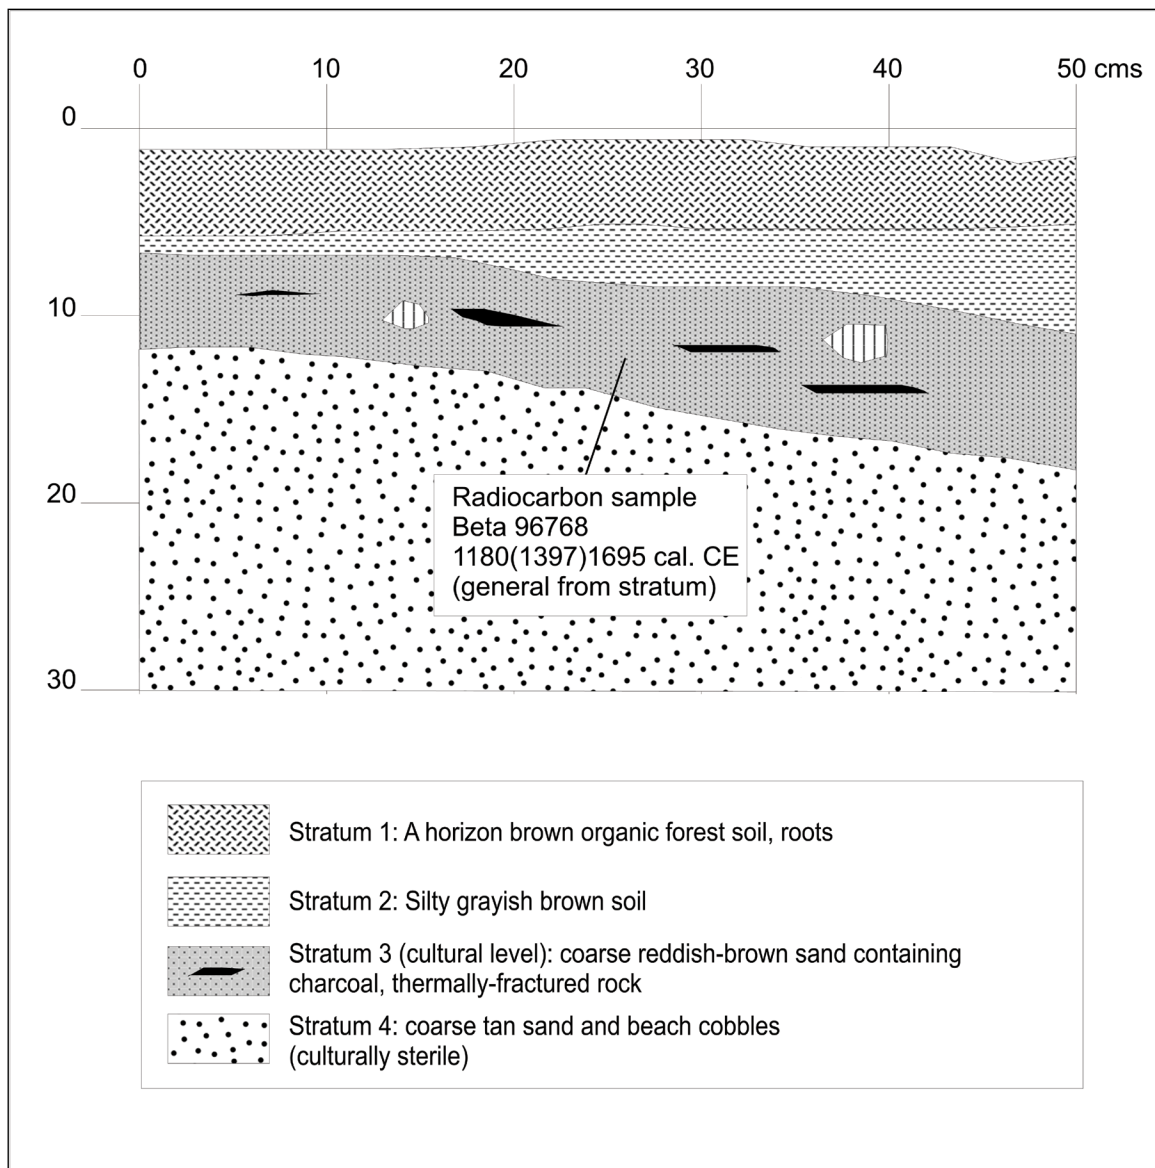 0 10 20 30 40 50 cms
0
10
20
30
Radiocarbon sample
Beta 96768
1180(1397)1695 cal. CE
(general from stratum)
Stratum 1: A horizon brown organic forest soil, roots
Stratum 2: Silty grayish brown soil
Stratum 3 (cultural level): coarse reddish-brown sand containing
charcoal, thermally-fractured rock
Stratum 4: coarse tan sand and beach cobbles
(culturally sterile)